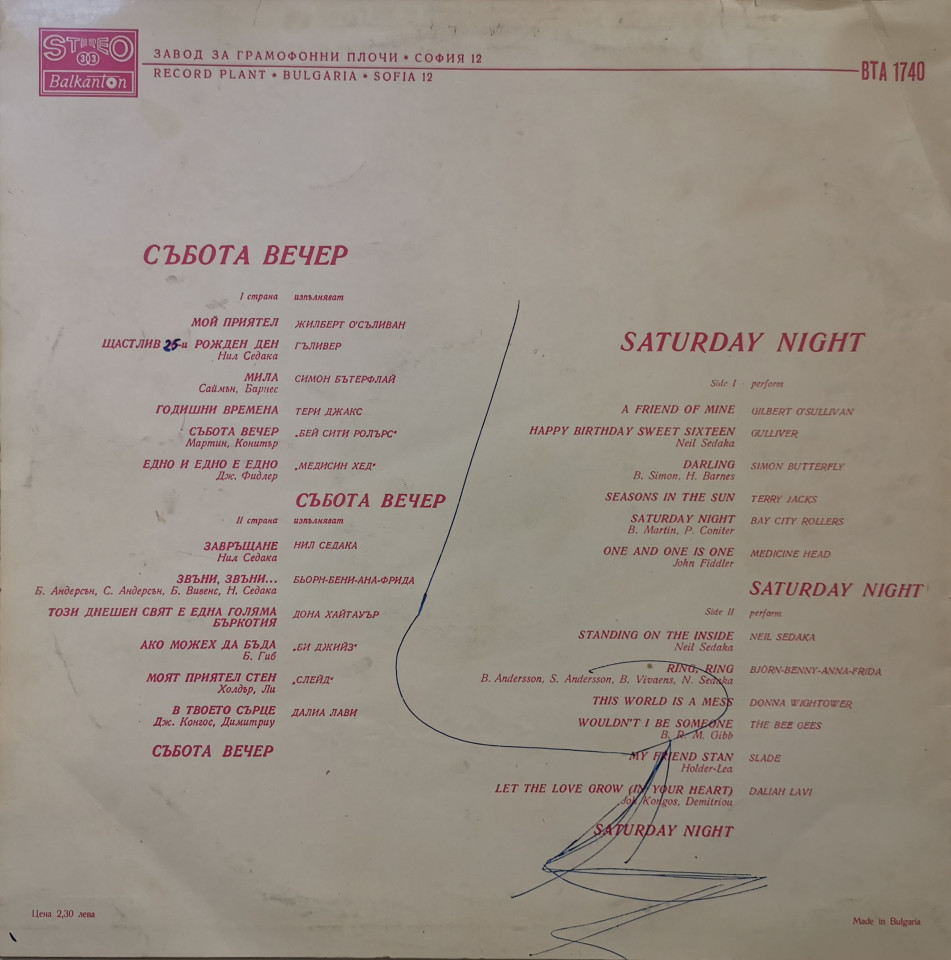 STEREO
33
Balkanton
ЗАВОД ЗА ГРАМОФОННИ ПЛОЧИ • СОФИЯ 12
RECORD PLANT • BULGARIA • SOFIA 12
ВТА 1740
СЪБОТА ВЕЧЕР
I страна изпълняват
МОЙ ПРИЯТЕЛ ЖИЛБЕРТ О'СЪЛИВАН
ЩАСТЛИВ 25-и РОЖДЕН ДЕН ГЪЛИВЕР
Нил Седака
МИЛА СИМОН БЪТЕРФЛАЙ
Саймън, Барнес
ГОДИШНИ ВРЕМЕНА ТЕРИ ДЖАКС
СЪБОТА ВЕЧЕР „БЕЙ СИТИ РОЛЪРС"
Мартин, Конитър
ЕДНО И ЕДНО Е ЕДНО „МЕДИСИН ХЕД"
Дж. Фидлер
СЪБОТА ВЕЧЕР
II страна изпълняват
ЗАВРЪЩАНЕ НИЛ СЕДАКА
Нил Седака
ЗВЪНИ, ЗВЪНИ... БЬОРН-БЕНИ-АНА-ФРИДА
Б. Андерсън, С. Андерсън, Б. Вивенс, Н. Седака
ТОЗИ ДНЕШЕН СВЯТ Е ЕДНА ГОЛЯМА ДОНА ХАЙТАУЪР
БЪРКОТИЯ
АКО МОЖЕХ ДА БЪДА „БИ ДЖИЙЗ"
Б. Гиб
МОЯТ ПРИЯТЕЛ СТЕН „СЛЕЙД"
Холдър, Ли
В ТВОЕТО СЪРЦЕ ДАЛИА ЛАВИ
Дж. Конгос, Димитриу
СЪБОТА ВЕЧЕР
SATURDAY NIGHT
Side I perform
A FRIEND OF MINE GILBERT O'SULLIVAN
HAPPY BIRTHDAY SWEET SIXTEEN GULLIVER
Neil Sedaka
DARLING SIMON BUTTERFLY
B. Simon, H. Barnes
SEASONS IN THE SUN TERRY JACKS
SATURDAY NIGHT BAY CITY ROLLERS
B. Martin, P. Coniter
ONE AND ONE IS ONE MEDICINE HEAD
John Fiddler
SATURDAY NIGHT
Side II perform
STANDING ON THE INSIDE NEIL SEDAKA
Neil Sedaka
RING, RING BJÖRN-BENNY-ANNA-FRIDA
B. Andersson, S. Andersson, B. Vivaens, N. Sedaka
THIS WORLD IS A MESS DONNA WIGHTOWER
WOULDN'T I BE SOMEONE THE BEE GEES
B. R. M. Gibb
MY FRIEND STAN SLADE
Holder-Lea
LET THE LOVE GROW (IN YOUR HEART) DALIAH LAVI
Joh Kongos, Demitriou
SATURDAY NIGHT
Цена 2,30 лева
Made in Bulgaria